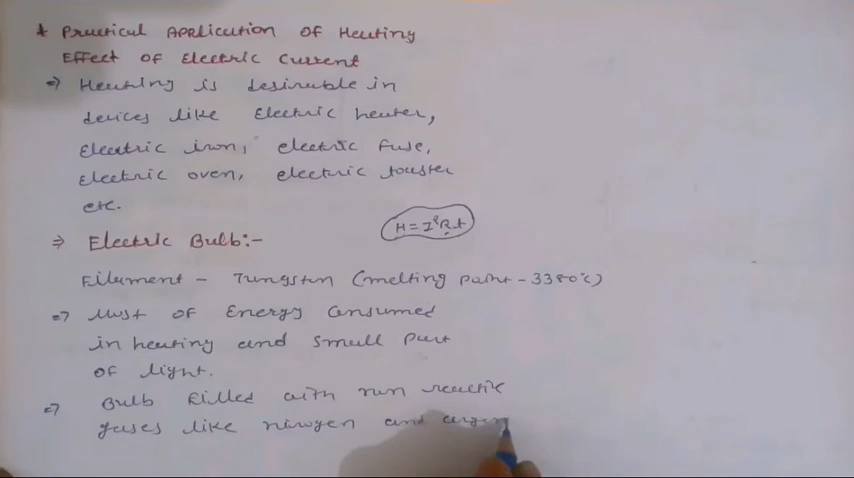 * Practical Application of Heating
Effect of Electric Current
⇒ Heating is desirable in
devices like Electric heater,
Electric iron, electric fuse,
Electric oven, electric toaster
etc.
H = I²Rt
⇒ Electric Bulb:-
Filament - Tungsten (melting point - 3380°C)
⇒ Most of Energy consumed
in heating and small part
of light.
⇒ Bulb filled with non reactive
gases like nirogen and argon